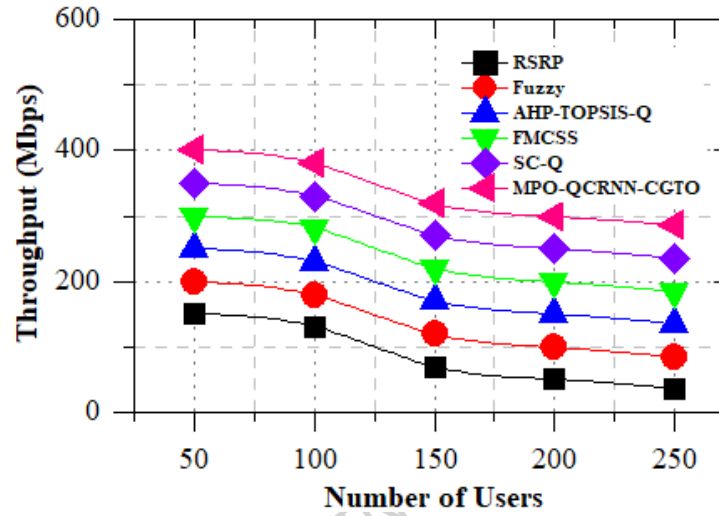 600
400
200
0
Throughput (Mbps)
RSRP
Fuzzy
AHP-TOPSIS-Q
FMCSS
SC-Q
MPO-QCRNN-CGTO
50 100 150 200 250
Number of Users